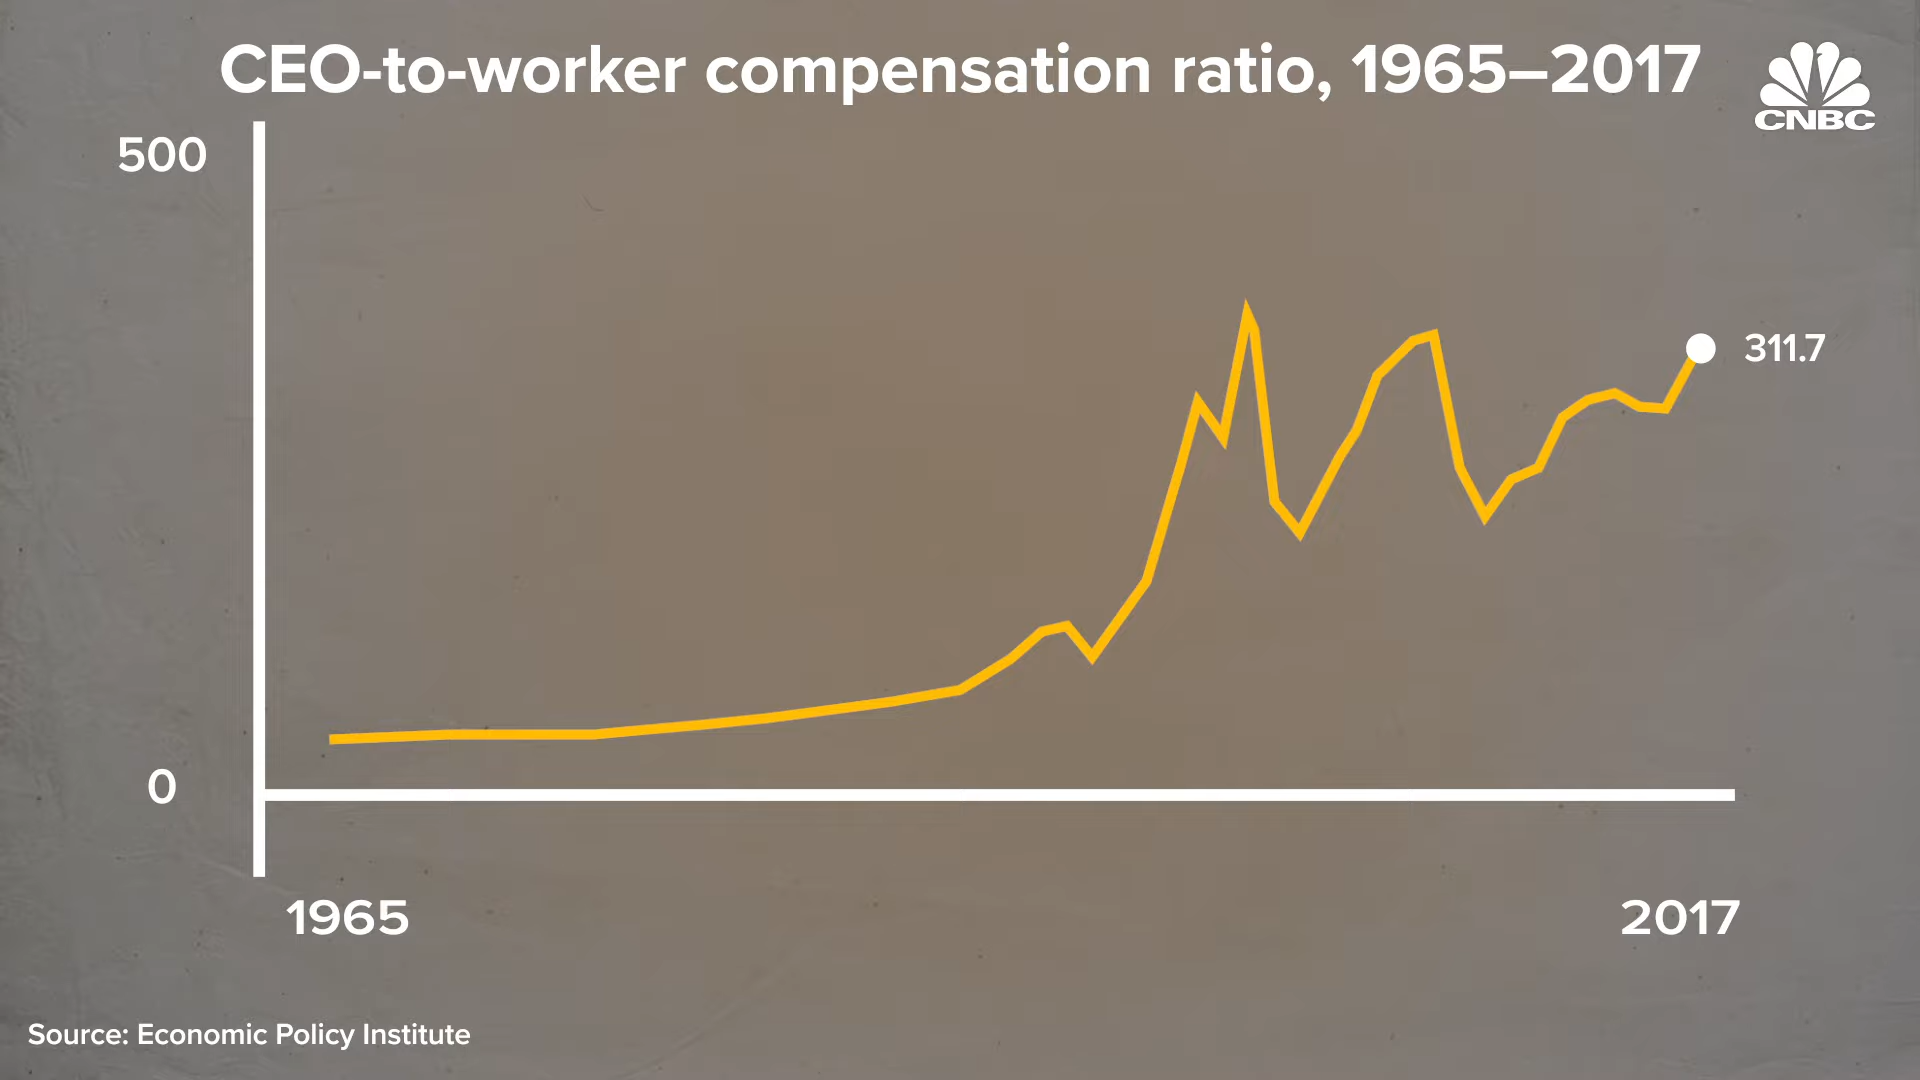 CEO-to-worker compensation ratio, 1965–2017
CNBC
500
311.7
0
1965
2017
Source: Economic Policy Institute